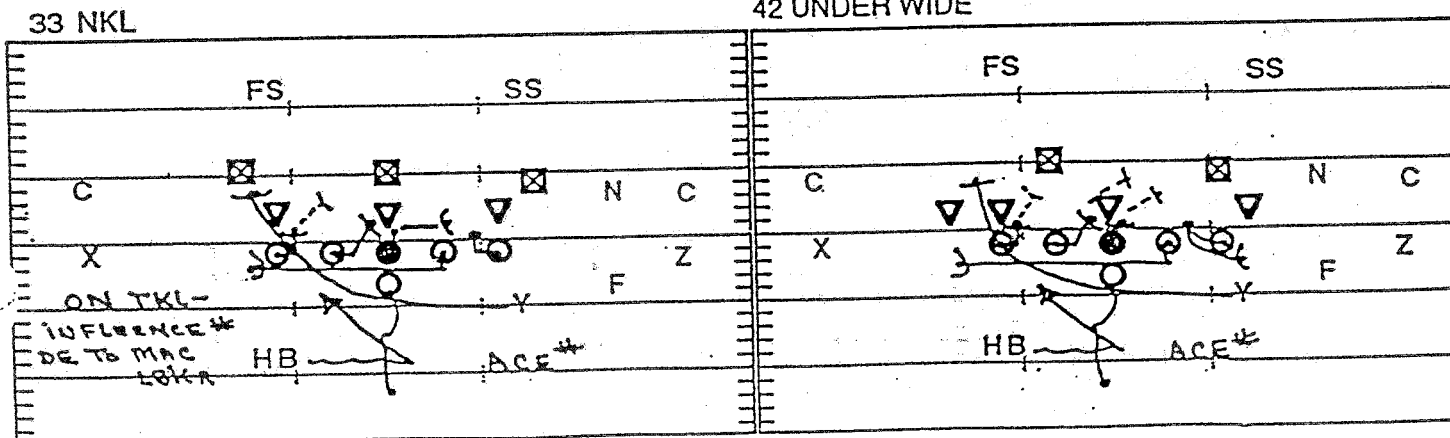 33 NKL
42 UNDER WIDE
FS SS
FS SS
C N C
C N C
X Z
X Z
F
F
Y
Y
ON TKL-
INFLUENCE #
DE TO MAC
LBKR
HB ACE #
HB ACE #